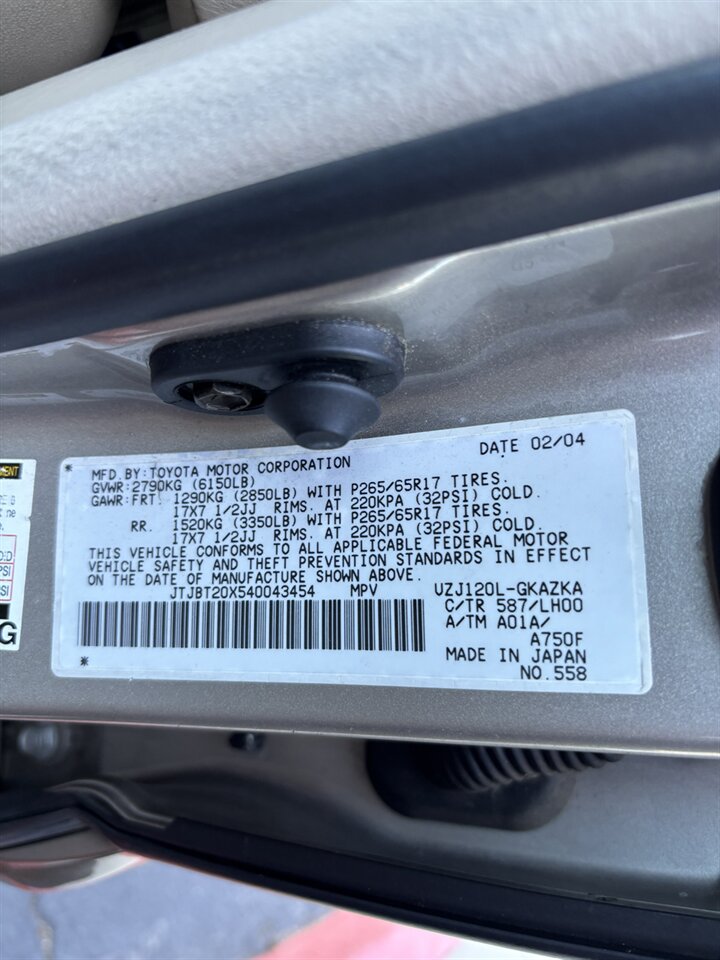 * MFD.BY:TOYOTA MOTOR CORPORATION DATE 02/04
GVWR:2790KG (6150LB)
GAWR:FRT. 1290KG (2850LB) WITH P265/65R17 TIRES.
17X7 1/2JJ RIMS. AT 220KPA (32PSI) COLD.
RR. 1520KG (3350LB) WITH P265/65R17 TIRES.
17X7 1/2JJ RIMS. AT 220KPA (32PSI) COLD.
THIS VEHICLE CONFORMS TO ALL APPLICABLE FEDERAL MOTOR
VEHICLE SAFETY AND THEFT PREVENTION STANDARDS IN EFFECT
ON THE DATE OF MANUFACTURE SHOWN ABOVE.
JTJBT20X540043454 MPV UZJ120L-GKAZKA
C/TR 587/LH00
A/TM A01A/
A750F
* MADE IN JAPAN
NO.558